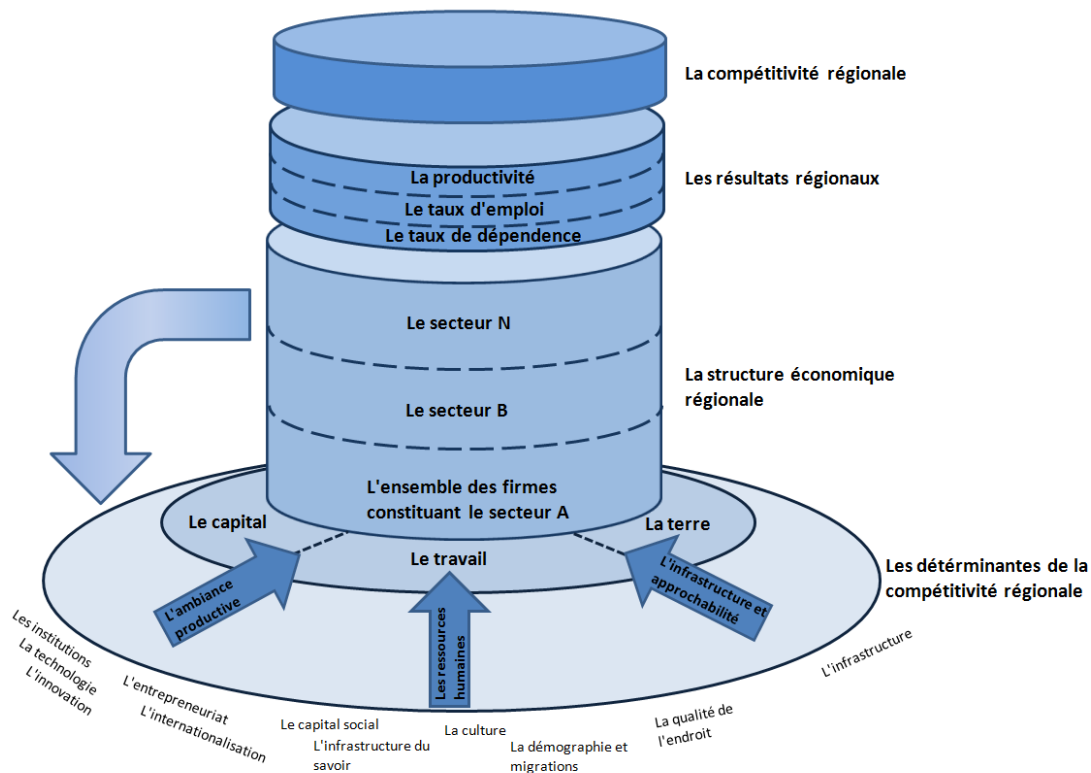 La compétitivité régionale
La productivité
Les résultats régionaux
Le taux d'emploi
Le taux de dépendence
Le secteur N
La structure économique
régionale
Le secteur B
L'ensemble des firmes
constituant le secteur A
Le capital
La terre
Le travail
Les détérminantes de la
compétitivité régionale
L'ambiance
productive
Les ressources
humaines
L'infrastructure et
approchabilité
Les institutions
La technologie
L'innovation
L'entrepreneuriat
L'internationalisation
Le capital social
L'infrastructure du
savoir
La culture
La démographie et
migrations
La qualité de
l'endroit
L'infrastructure